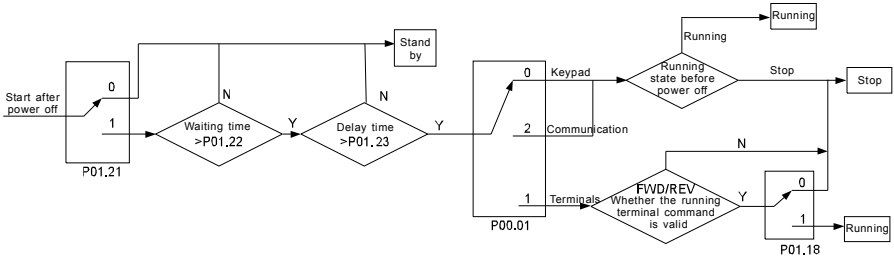 Running
Running
Stand
by
0
0
Keypad
Running
state before
power off
Stop
Stop
Start after
power off
N
N
1
Waiting time
>P01.22
Y
Delay time
>P01.23
Y
2
Communication
N
P01.21
FWD/REV
Whether the running
terminal command
is valid
Y
0
1
Terminals
1
Running
P00.01
P01.18